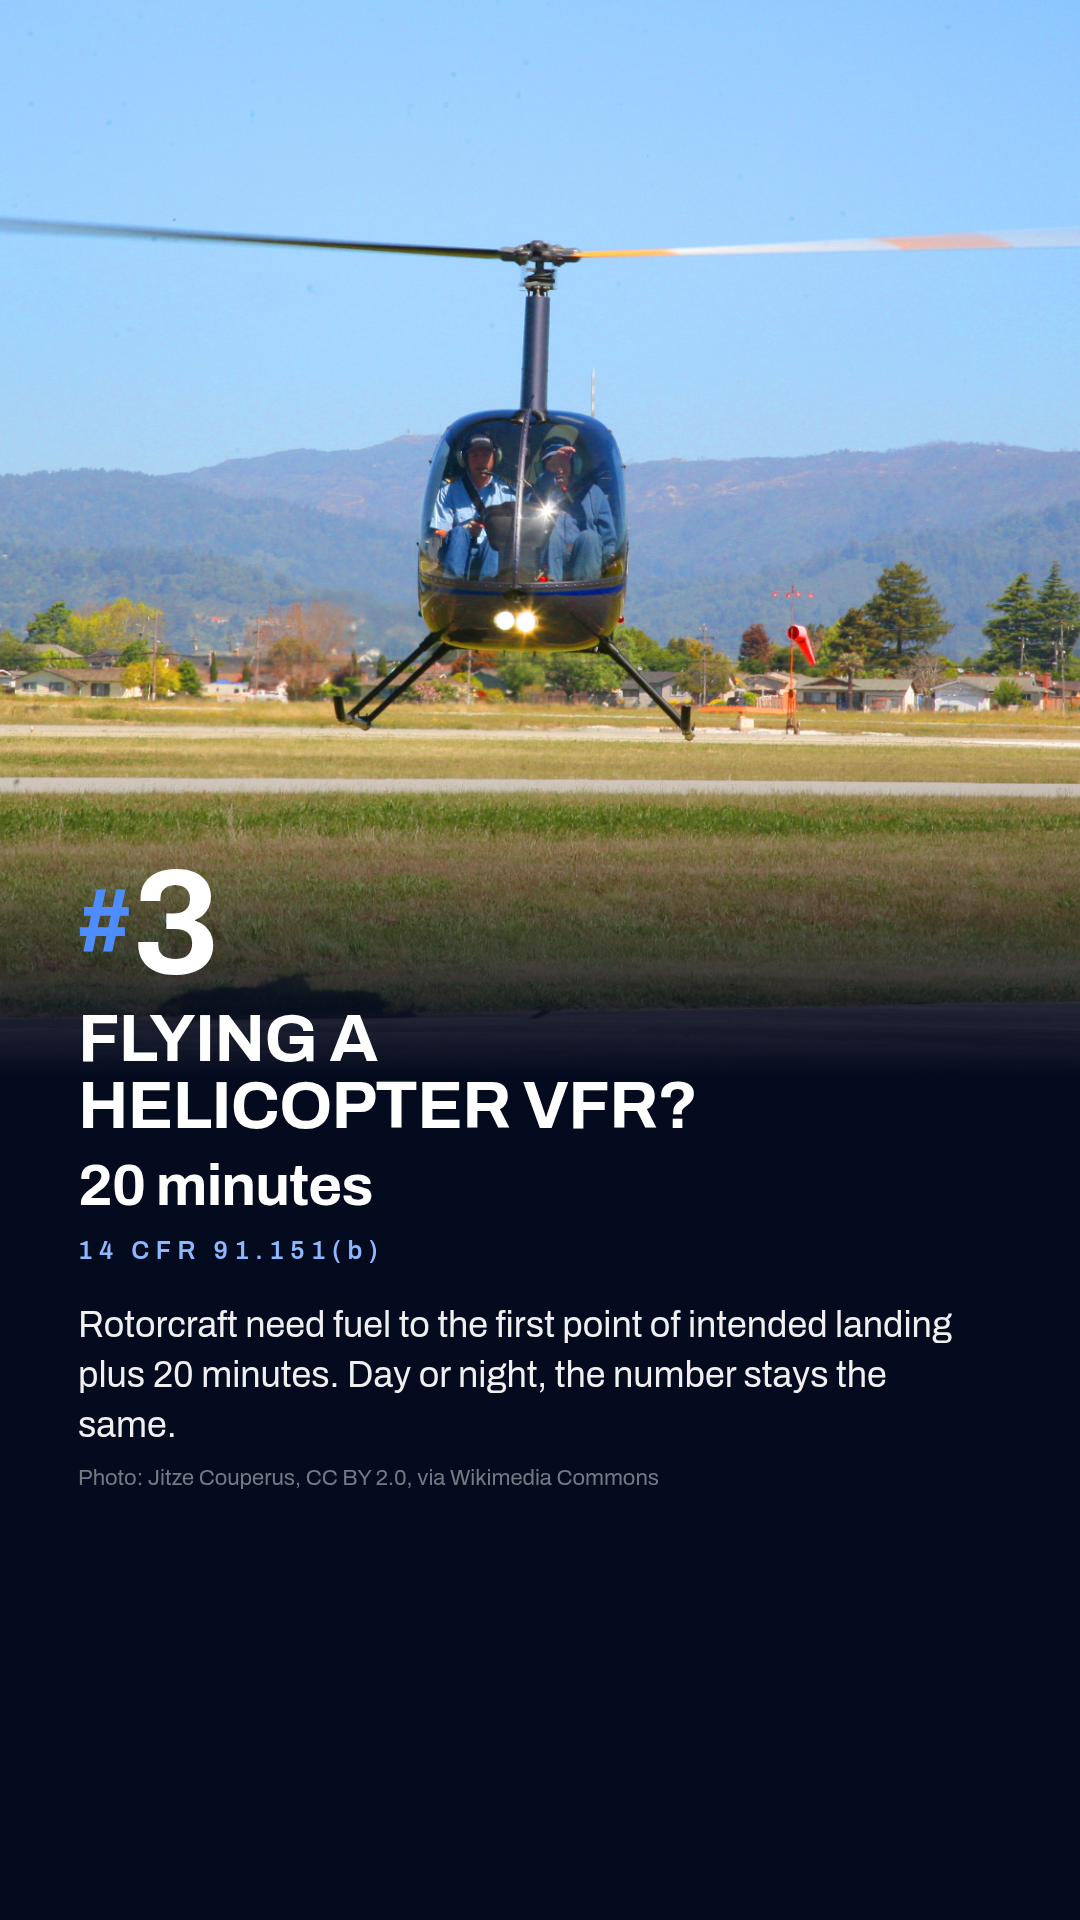 #3
FLYING A
HELICOPTER VFR?
20 minutes
14 CFR 91.151(b)
Rotorcraft need fuel to the first point of intended landing
plus 20 minutes. Day or night, the number stays the
same.
Photo: Jitze Couperus, CC BY 2.0, via Wikimedia Commons